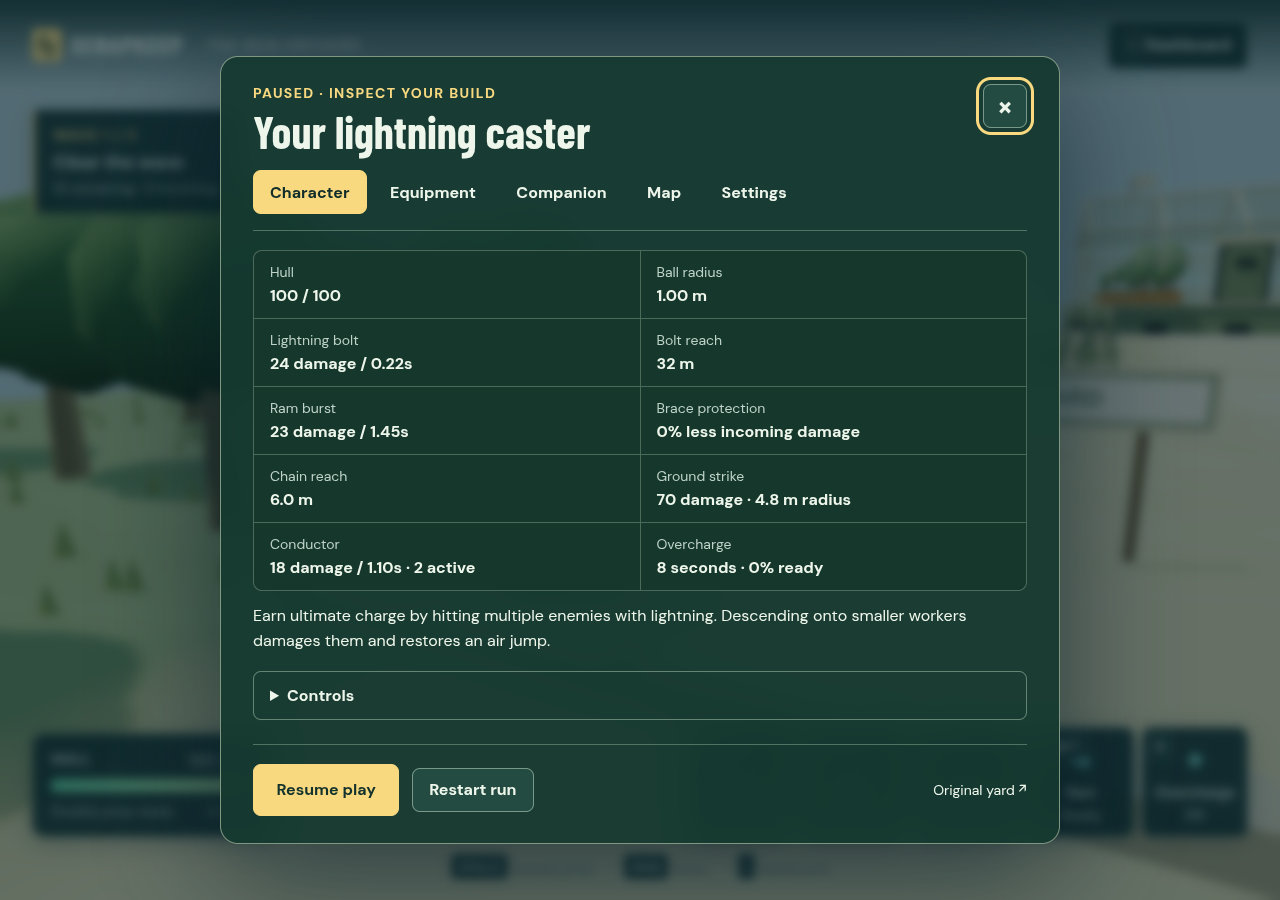 PAUSED · INSPECT YOUR BUILD
Your lightning caster
×
Character Equipment Companion Map Settings
Hull
100 / 100
Ball radius
1.00 m
Lightning bolt
24 damage / 0.22s
Bolt reach
32 m
Ram burst
23 damage / 1.45s
Brace protection
0% less incoming damage
Chain reach
6.0 m
Ground strike
70 damage · 4.8 m radius
Conductor
18 damage / 1.10s · 2 active
Overcharge
8 seconds · 0% ready
Earn ultimate charge by hitting multiple enemies with lightning. Descending onto smaller workers
damages them and restores an air jump.
▶ Controls
Resume play
Restart run
Original yard ↗